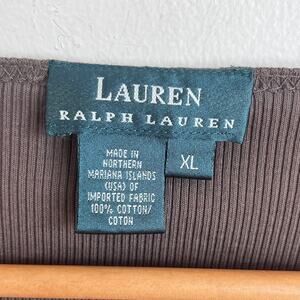 LAUREN
RALPH LAUREN
MADE IN
NORTHERN
MARIANA ISLANDS
(USA) OF
IMPORTED FABRIC
100% COTTON/
COTON
XL